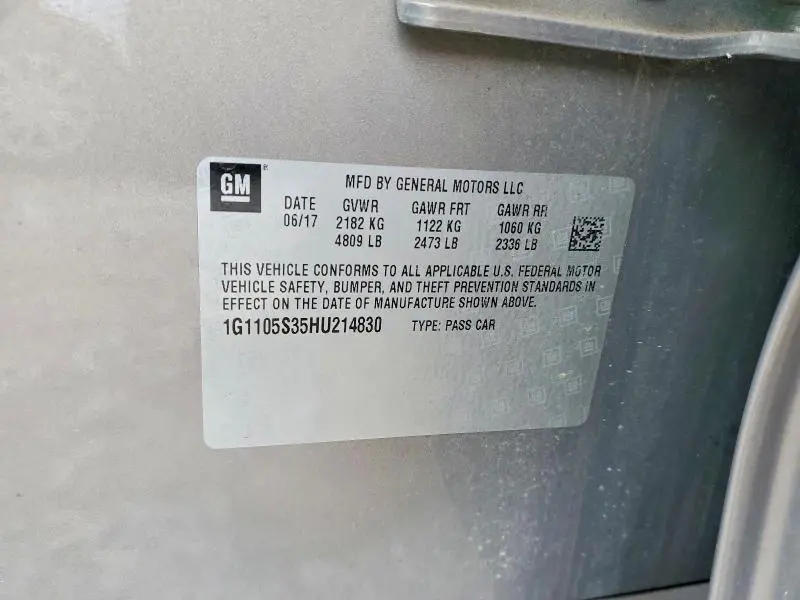 GM ®
MFD BY GENERAL MOTORS LLC
DATE GVWR GAWR FRT GAWR RR
06/17 2182 KG 1122 KG 1060 KG
4809 LB 2473 LB 2336 LB
THIS VEHICLE CONFORMS TO ALL APPLICABLE U.S. FEDERAL MOTOR
VEHICLE SAFETY, BUMPER, AND THEFT PREVENTION STANDARDS IN
EFFECT ON THE DATE OF MANUFACTURE SHOWN ABOVE.
1G1105S35HU214830 TYPE: PASS CAR